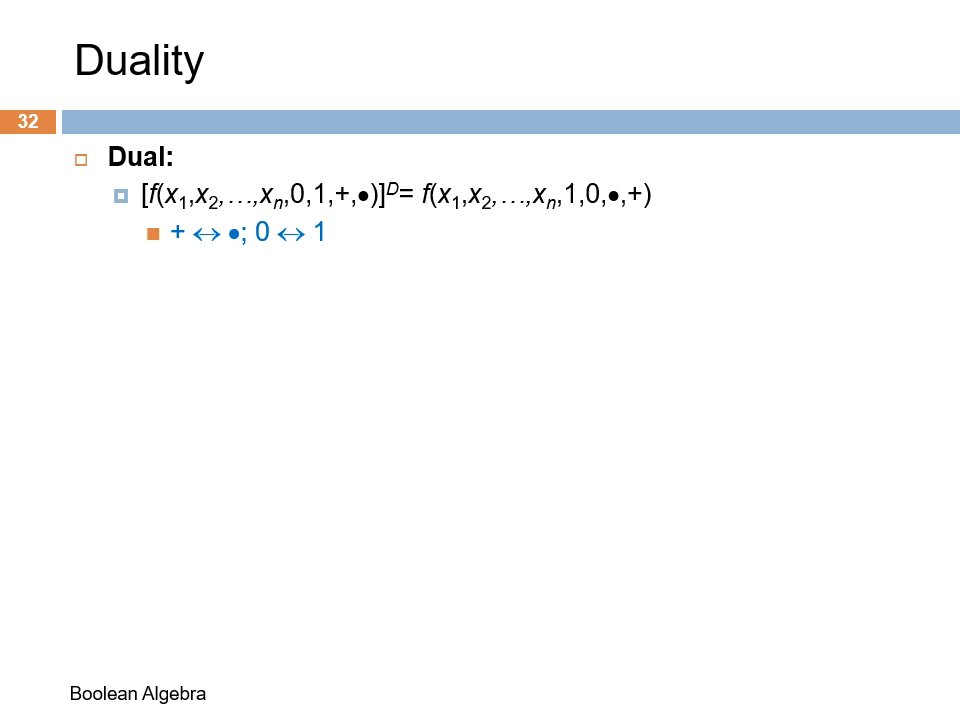 Duality
32
Dual:
[f(x₁,x₂,…,xₙ,0,1,+,●)]ᴰ= f(x₁,x₂,…,xₙ,1,0,●,+)
+ ↔ ●; 0 ↔ 1
Boolean Algebra